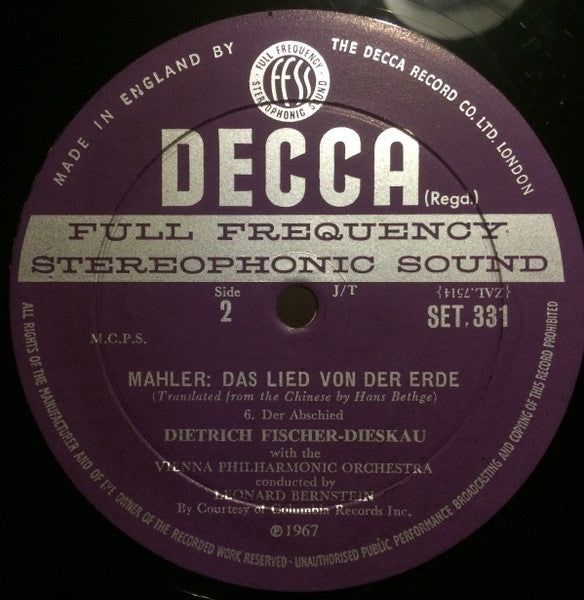 MADE IN ENGLAND BY
THE DECCA RECORD CO. LTD. LONDON
FULL FREQUENCY
FFSS
STEREOPHONIC SOUND
DECCA
(Regd.)
FULL FREQUENCY
STEREOPHONIC SOUND
Side
2
J/T
{ZAL.7514}
SET. 331
M.C.P.S.
MAHLER: DAS LIED VON DER ERDE
(Translated from the Chinese by Hans Bethge)
6. Der Abschied
DIETRICH FISCHER-DIESKAU
with the
VIENNA PHILHARMONIC ORCHESTRA
conducted by
LEONARD BERNSTEIN
By Courtesy of Columbia Records Inc.
℗1967
ALL RIGHTS OF THE MANUFACTURER AND OF THE OWNER OF THE RECORDED WORK RESERVED · UNAUTHORISED PUBLIC PERFORMANCE BROADCASTING AND COPYING OF THIS RECORD PROHIBITED